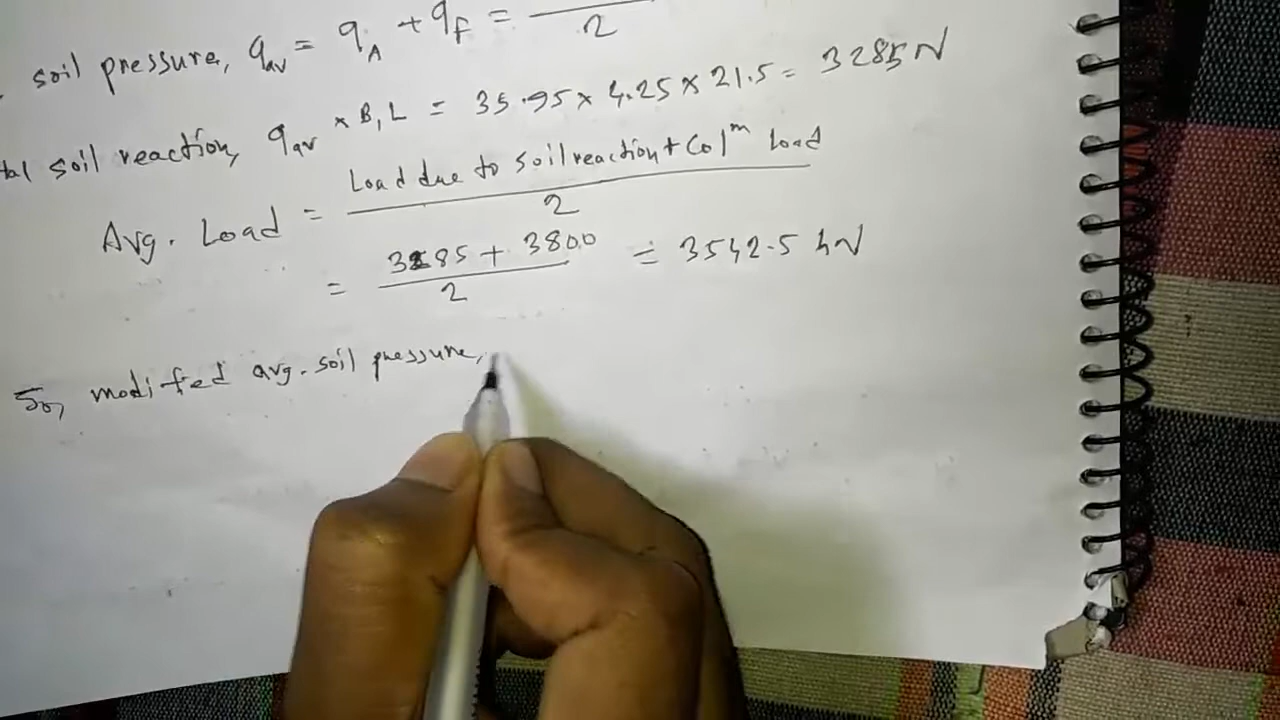 soil pressure, qav = qA + qF = 2
tal soil reaction, qav × B, L = 35.95 × 4.25 × 21.5 = 3285 N
Avg. Load = Load due to soil reaction + Colm Load / 2
= 3285 + 3800 / 2 = 3542.5 kN
So, modified avg. soil pressure,